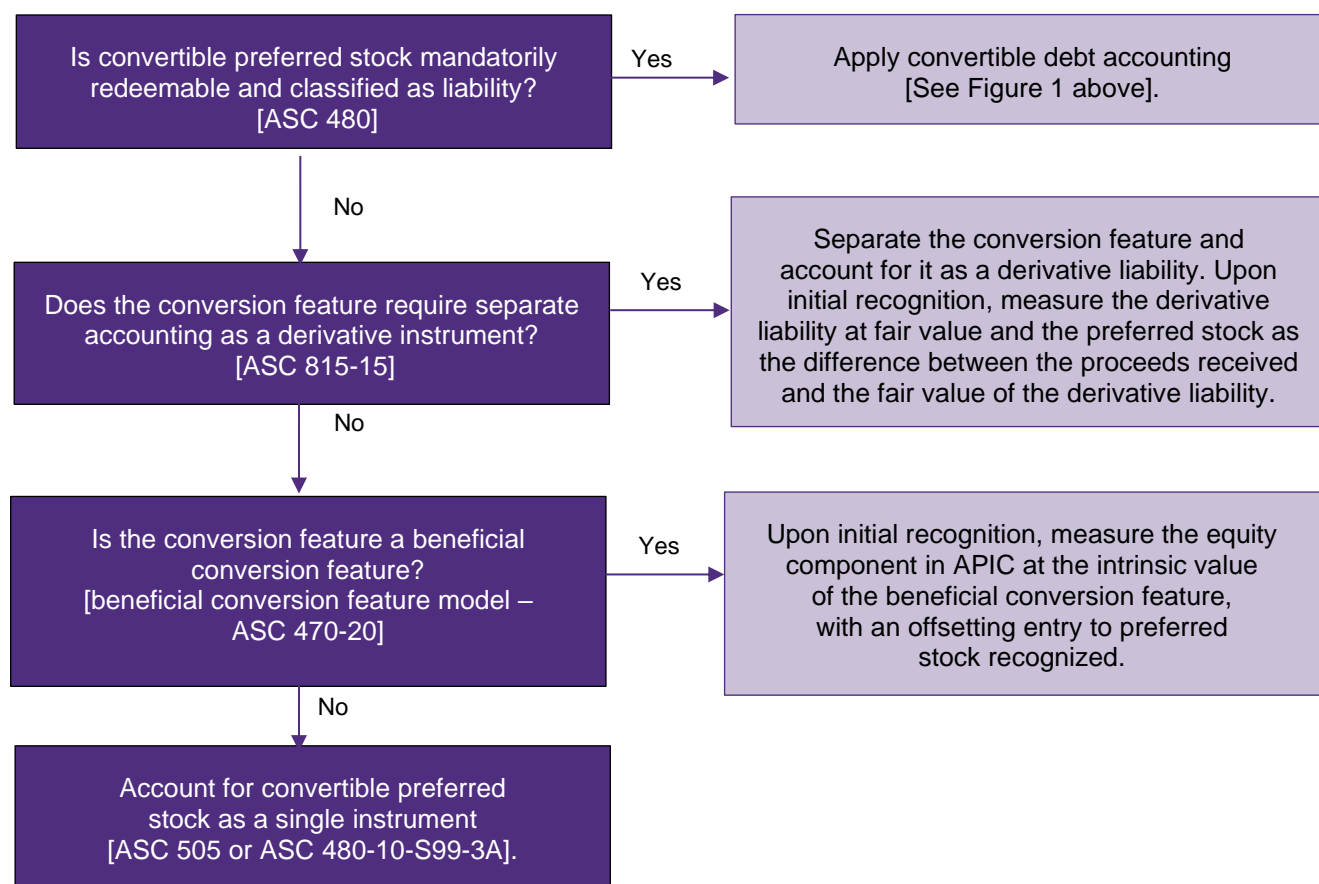 Is convertible preferred stock mandatorily
redeemable and classified as liability?
[ASC 480]
Yes
Apply convertible debt accounting
[See Figure 1 above].
No
Does the conversion feature require separate
accounting as a derivative instrument?
[ASC 815-15]
Yes
Separate the conversion feature and
account for it as a derivative liability. Upon
initial recognition, measure the derivative
liability at fair value and the preferred stock as
the difference between the proceeds received
and the fair value of the derivative liability.
No
Is the conversion feature a beneficial
conversion feature?
[beneficial conversion feature model –
ASC 470-20]
Yes
Upon initial recognition, measure the equity
component in APIC at the intrinsic value
of the beneficial conversion feature,
with an offsetting entry to preferred
stock recognized.
No
Account for convertible preferred
stock as a single instrument
[ASC 505 or ASC 480-10-S99-3A].